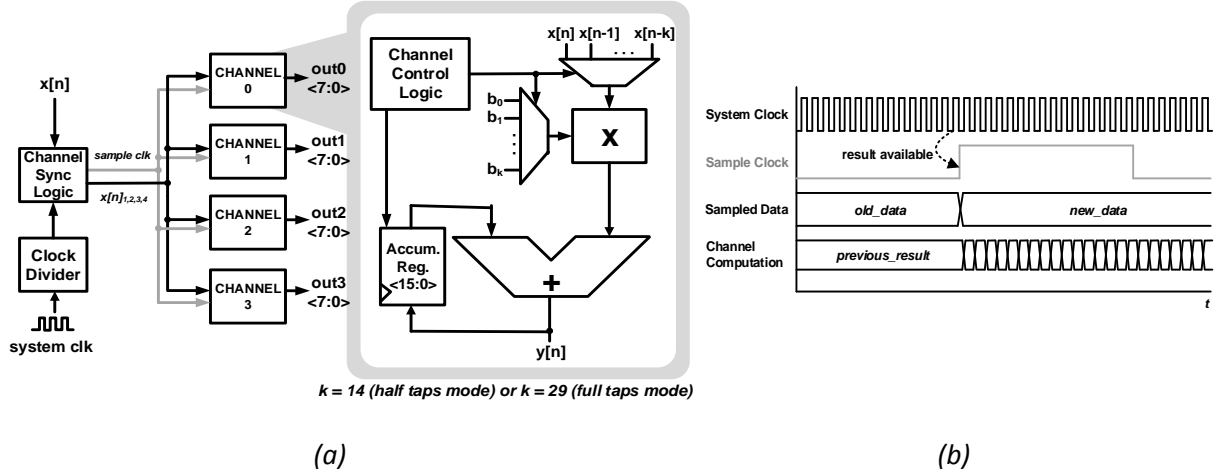 x[n]
Channel
Sync
Logic
sample clk
x[n]1,2,3,4
Clock
Divider
system clk
CHANNEL
0
out0
<7:0>
CHANNEL
1
out1
<7:0>
CHANNEL
2
out2
<7:0>
CHANNEL
3
out3
<7:0>
Channel
Control
Logic
x[n] x[n-1] . . . x[n-k]
b0
b1
bk
X
Accum.
Reg.
<15:0>
+
y[n]
k = 14 (half taps mode) or k = 29 (full taps mode)
(a)
System Clock
result available
Sample Clock
Sampled Data
old_data
new_data
Channel
Computation
previous_result
t
(b)